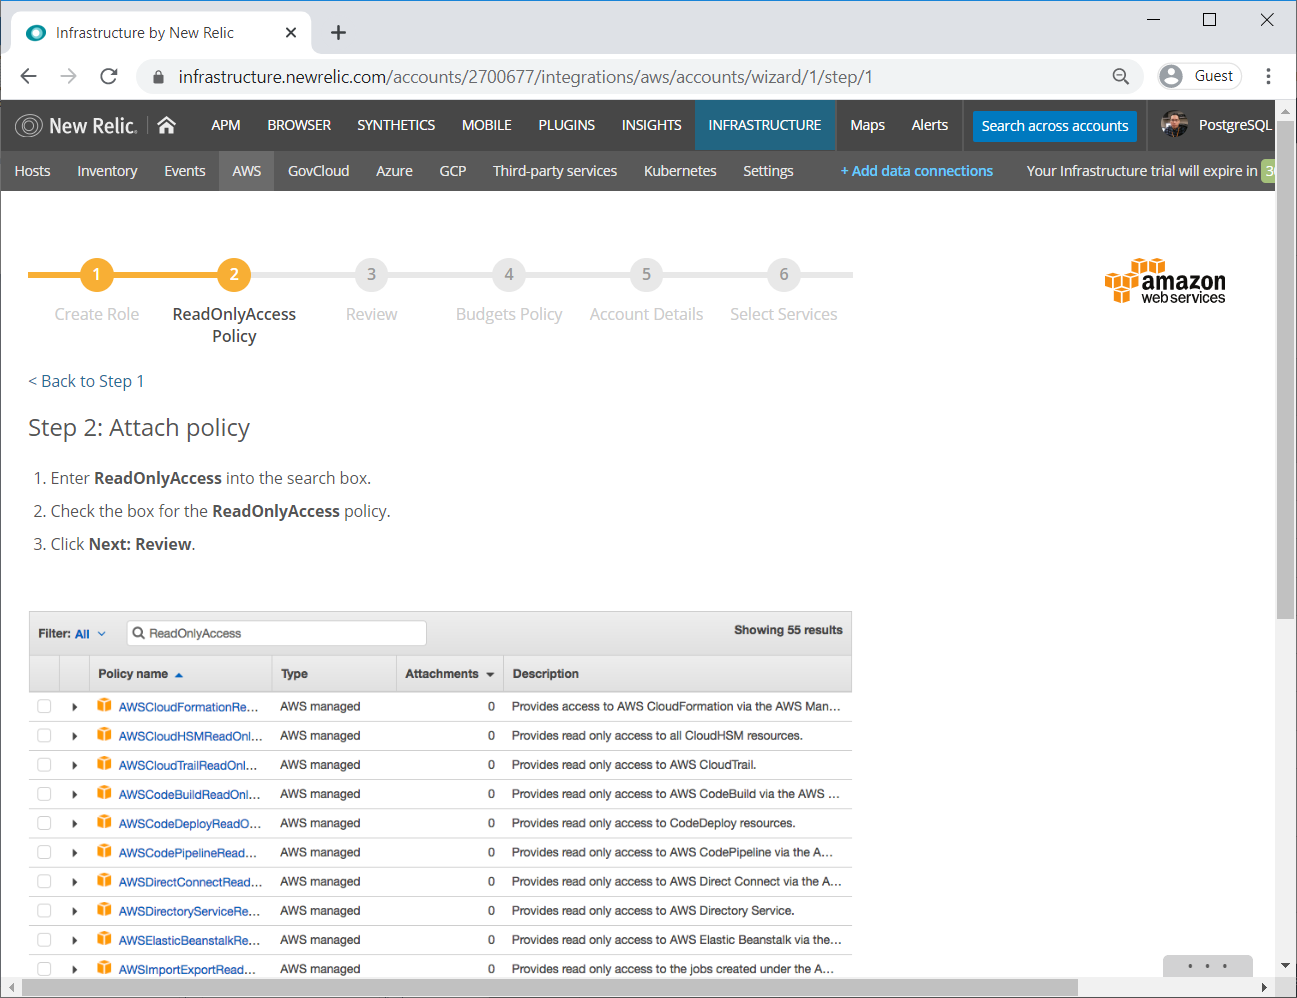 Infrastructure by New Relic
infrastructure.newrelic.com/accounts/2700677/integrations/aws/accounts/wizard/1/step/1
Guest
New Relic.
APM BROWSER SYNTHETICS MOBILE PLUGINS INSIGHTS INFRASTRUCTURE Maps Alerts Search across accounts PostgreSQL
Hosts Inventory Events AWS GovCloud Azure GCP Third-party services Kubernetes Settings + Add data connections Your Infrastructure trial will expire in
1 2 3 4 5 6
Create Role ReadOnlyAccess Policy Review Budgets Policy Account Details Select Services
amazon
webservices
< Back to Step 1
Step 2: Attach policy
1. Enter ReadOnlyAccess into the search box.
2. Check the box for the ReadOnlyAccess policy.
3. Click Next: Review.
Filter: All ReadOnlyAccess Showing 55 results
Policy name Type Attachments Description
AWSCloudFormationRe... AWS managed 0 Provides access to AWS CloudFormation via the AWS Man...
AWSCloudHSMReadOnl... AWS managed 0 Provides read only access to all CloudHSM resources.
AWSCloudTrailReadOnl... AWS managed 0 Provides read only access to AWS CloudTrail.
AWSCodeBuildReadOnl... AWS managed 0 Provides read only access to AWS CodeBuild via the AWS ...
AWSCodeDeployReadO... AWS managed 0 Provides read only access to CodeDeploy resources.
AWSCodePipelineRead... AWS managed 0 Provides read only access to AWS CodePipeline via the A...
AWSDirectConnectRead... AWS managed 0 Provides read only access to AWS Direct Connect via the A...
AWSDirectoryServiceRe... AWS managed 0 Provides read only access to AWS Directory Service.
AWSElasticBeanstalkRe... AWS managed 0 Provides read only access to AWS Elastic Beanstalk via the...
AWSImportExportRead... AWS managed 0 Provides read only access to the jobs created under the A...